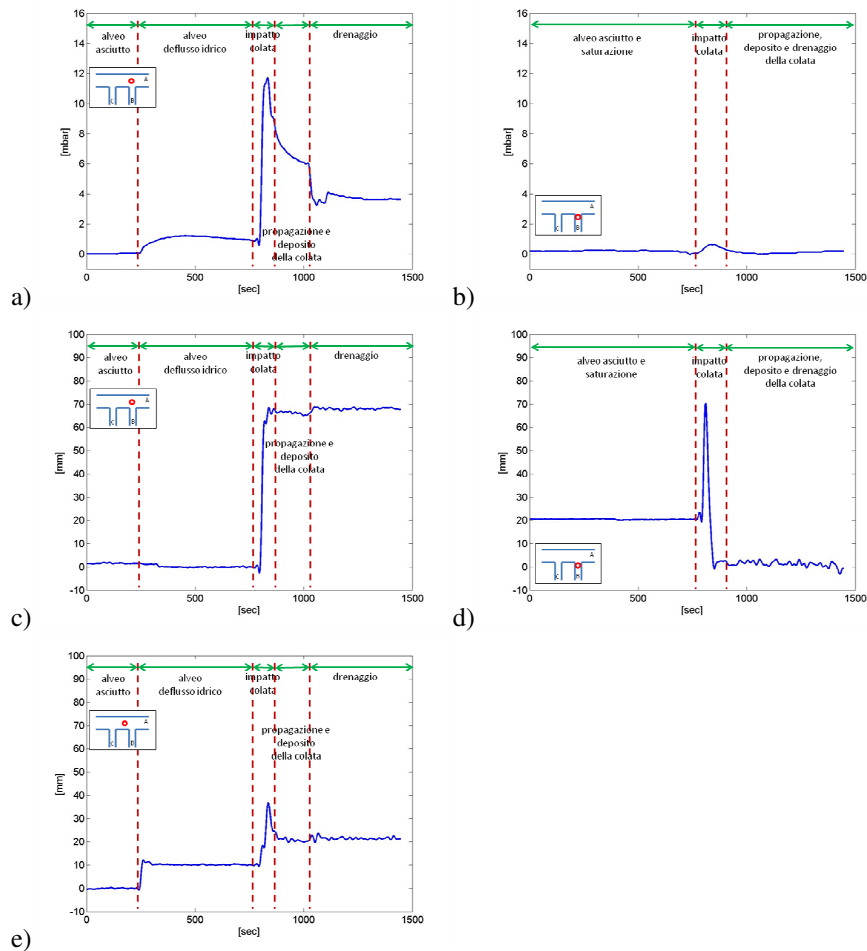 16
14
12
10
8
6
4
2
0
[mbar]
alveo
asciutto
alveo
deflusso idrico
impatto
colata
drenaggio
propagazione e
deposito
della colata
A
C
B
0
500
1000
1500
[sec]
a)
16
14
12
10
8
6
4
2
0
[mbar]
alveo asciutto e
saturazione
impatto
colata
propagazione,
deposito e drenaggio
della colata
A
C
B
0
500
1000
1500
[sec]
b)
100
90
80
70
60
50
40
30
20
10
0
-10
[mm]
alveo
asciutto
alveo
deflusso idrico
impatto
colata
drenaggio
propagazione e
deposito
della colata
A
C
B
0
500
1000
1500
[sec]
c)
100
90
80
70
60
50
40
30
20
10
0
-10
[mm]
alveo asciutto e
saturazione
impatto
colata
propagazione,
deposito e drenaggio
della colata
A
C
B
0
500
1000
1500
[sec]
d)
100
90
80
70
60
50
40
30
20
10
0
-10
[mm]
alveo
asciutto
alveo
deflusso idrico
impatto
colata
drenaggio
propagazione e
deposito
della colata
A
C
B
0
500
1000
1500
[sec]
e)